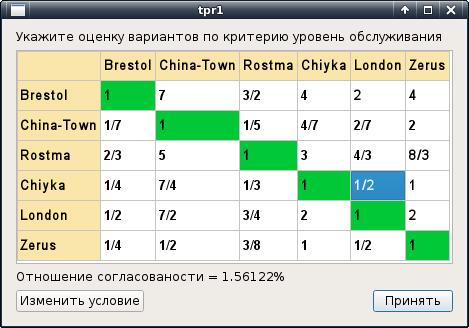 tpr1
Укажите оценку вариантов по критерию уровень обслуживания
Brestol China-Town Rostma Chiyka London Zerus
Brestol 1 7 3/2 4 2 4
China-Town 1/7 1 1/5 4/7 2/7 2
Rostma 2/3 5 1 3 4/3 8/3
Chiyka 1/4 7/4 1/3 1 1/2 1
London 1/2 7/2 3/4 2 1 2
Zerus 1/4 1/2 3/8 1 1/2 1
Отношение согласованости = 1.56122%
Изменить условие Принять